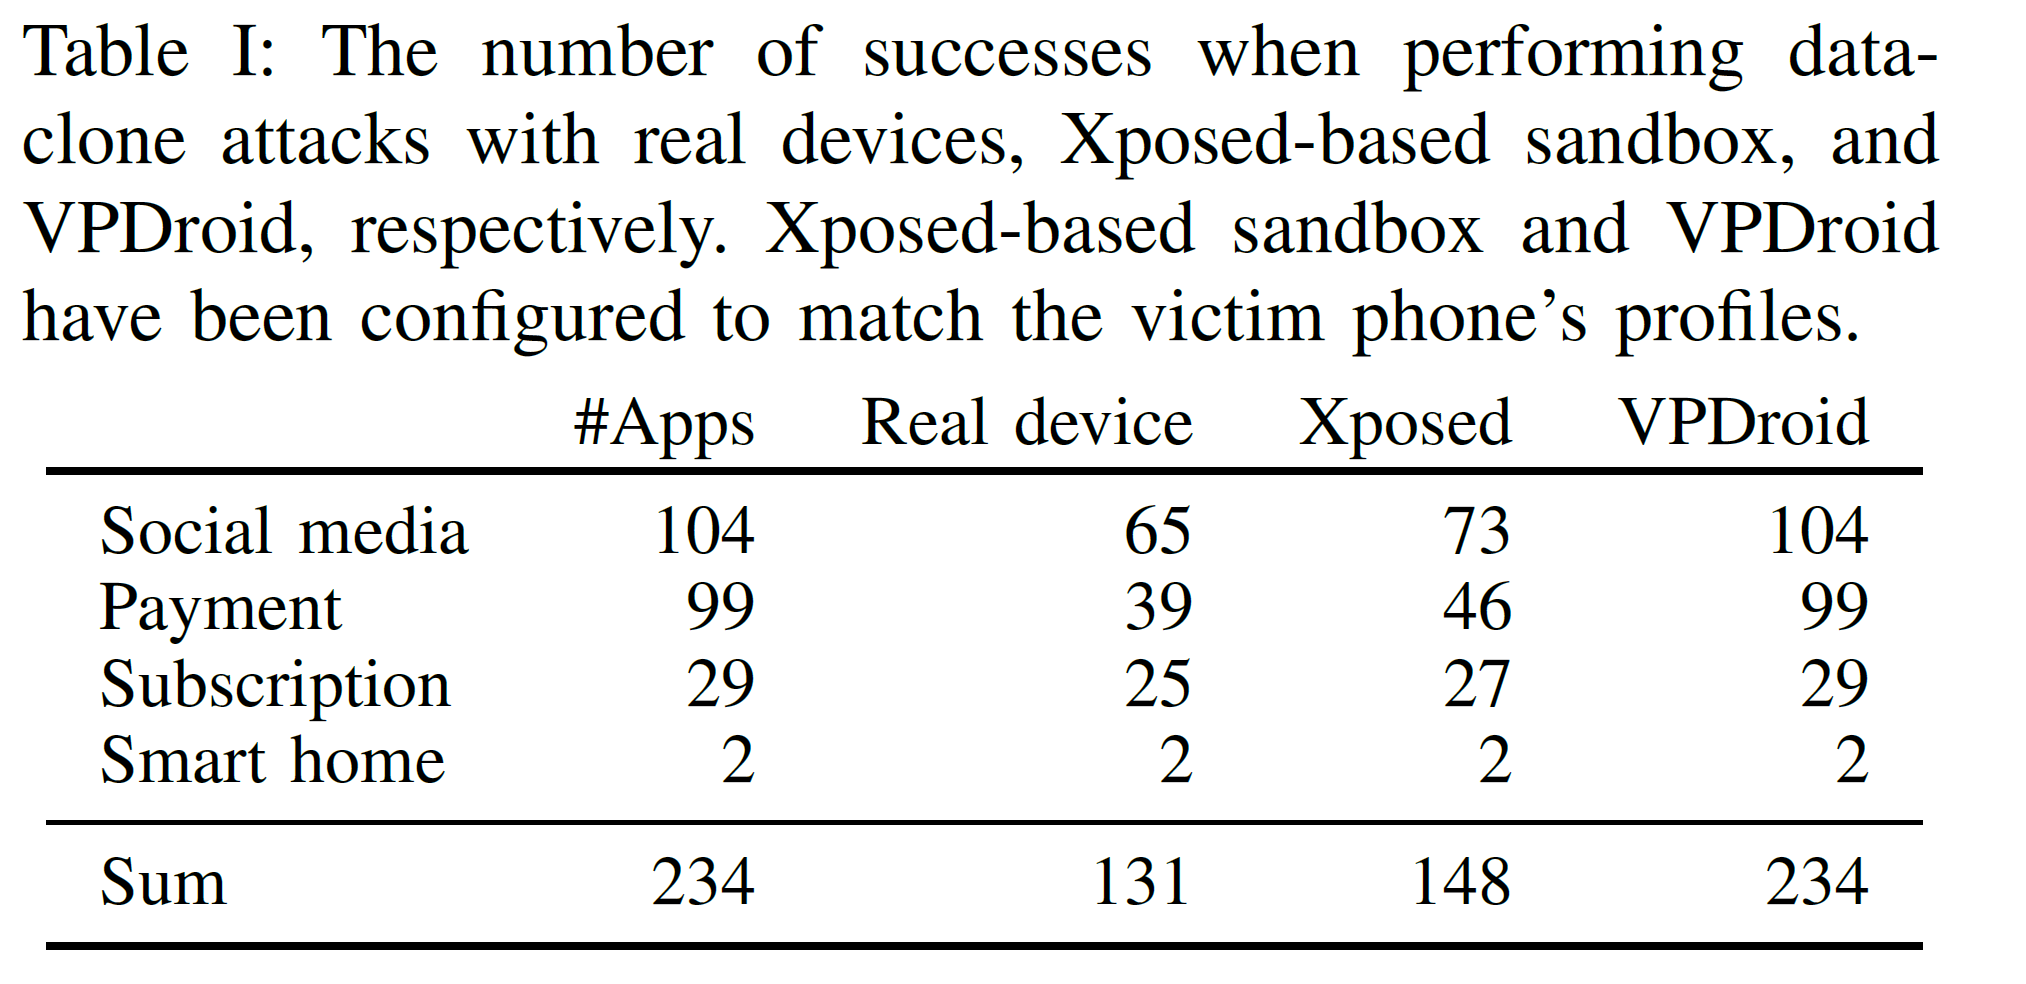 Table I: The number of successes when performing data-
clone attacks with real devices, Xposed-based sandbox, and
VPDroid, respectively. Xposed-based sandbox and VPDroid
have been configured to match the victim phone’s profiles.
#Apps Real device Xposed VPDroid
Social media 104 65 73 104
Payment 99 39 46 99
Subscription 29 25 27 29
Smart home 2 2 2 2
Sum 234 131 148 234